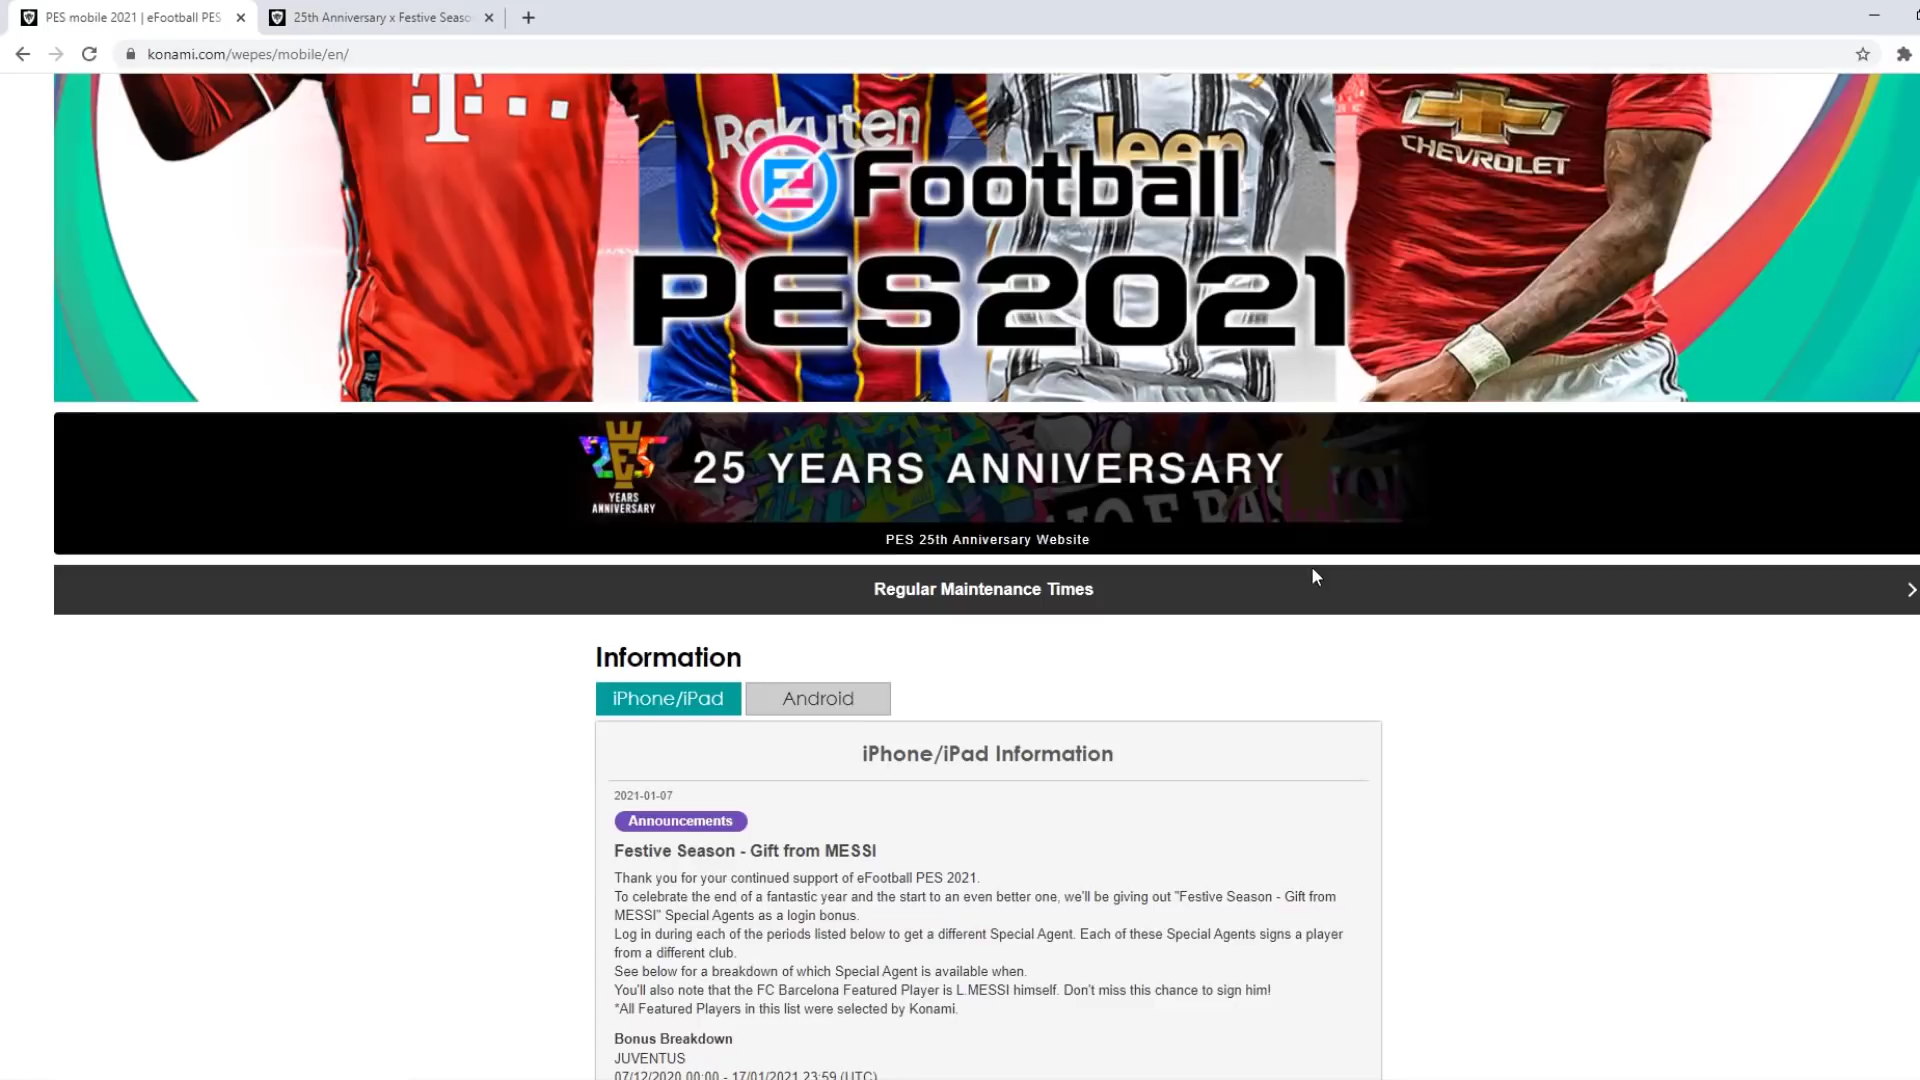 PES mobile 2021 | eFootball PES
25th Anniversary x Festive Seaso
konami.com/wepes/mobile/en/
Rakuten
Jeep
CHEVROLET
eFootball
PES2021
25 YEARS ANNIVERSARY
YEARS
ANNIVERSARY
PES 25th Anniversary Website
Regular Maintenance Times
Information
iPhone/iPad
Android
iPhone/iPad Information
2021-01-07
Announcements
Festive Season - Gift from MESSI
Thank you for your continued support of eFootball PES 2021.
To celebrate the end of a fantastic year and the start to an even better one, we'll be giving out "Festive Season - Gift from
MESSI" Special Agents as a login bonus.
Log in during each of the periods listed below to get a different Special Agent. Each of these Special Agents signs a player
from a different club.
See below for a breakdown of which Special Agent is available when.
You'll also note that the FC Barcelona Featured Player is L.MESSI himself. Don't miss this chance to sign him!
*All Featured Players in this list were selected by Konami.
Bonus Breakdown
JUVENTUS
07/12/2020 00:00 - 17/01/2021 23:59 (UTC)